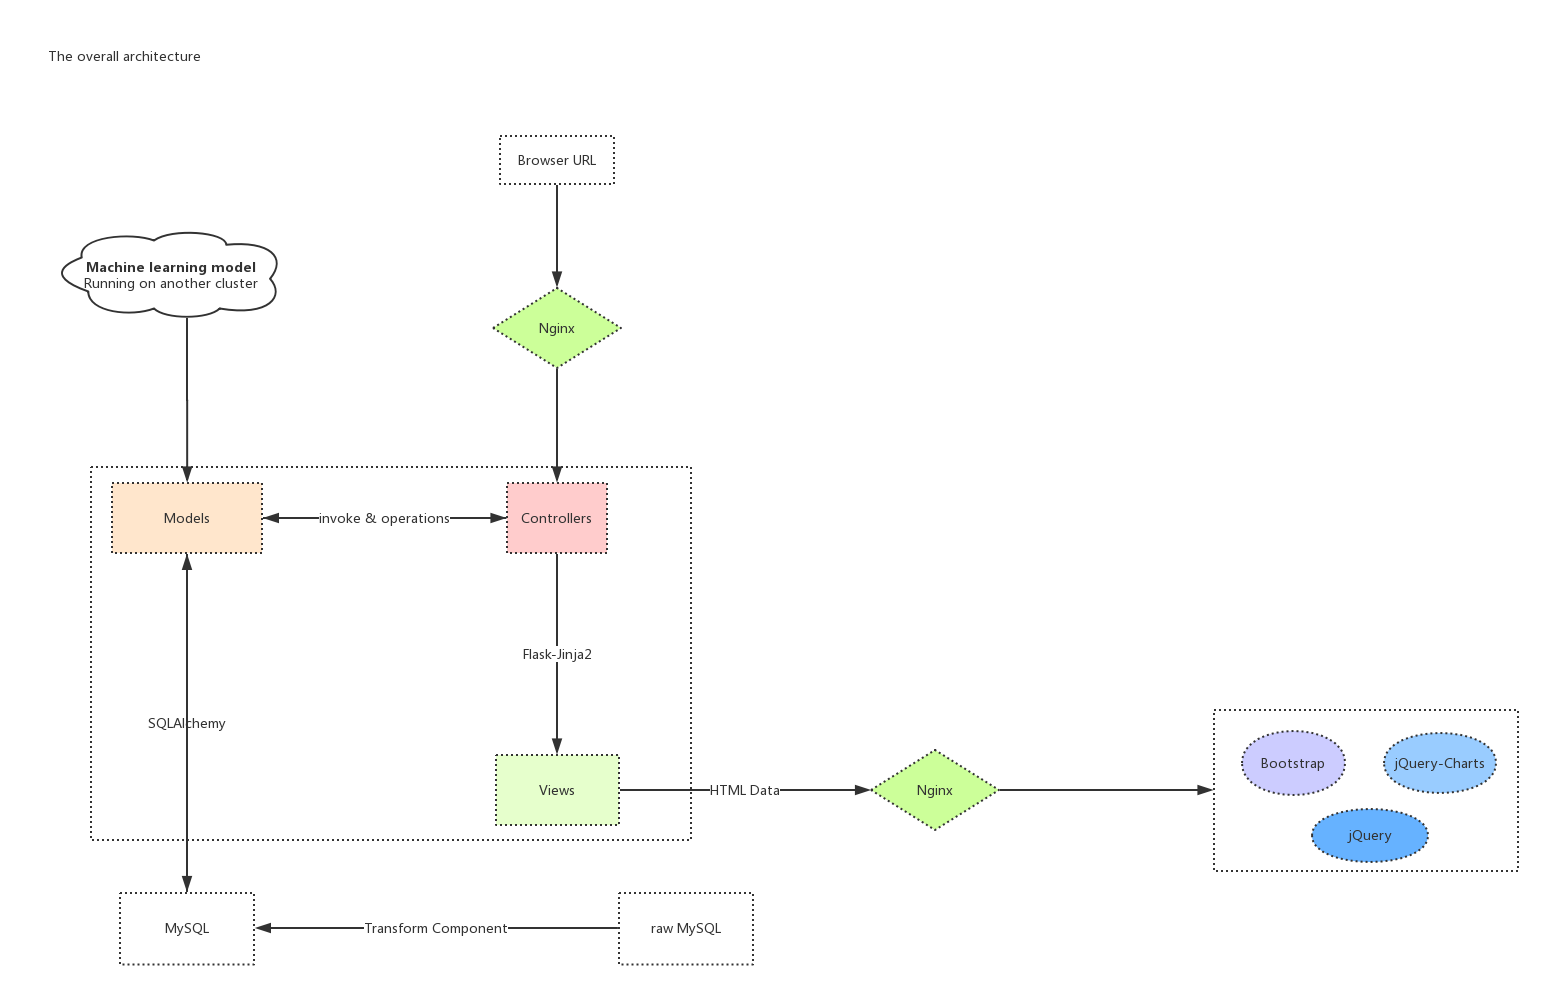 The overall architecture
Browser URL
Machine learning model
Running on another cluster
Nginx
Models
invoke & operations
Controllers
Flask-Jinja2
SQLAlchemy
Views
HTML Data
Nginx
Bootstrap
jQuery-Charts
jQuery
MySQL
Transform Component
raw MySQL